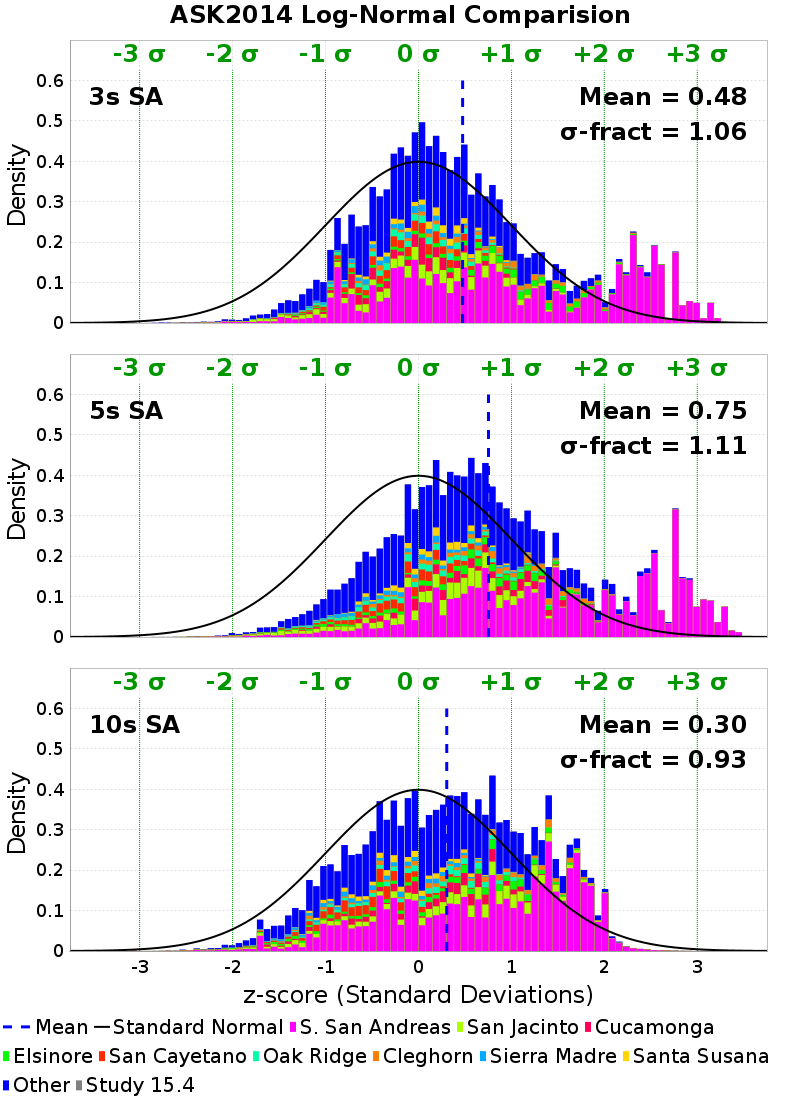 ASK2014 Log-Normal Comparision
-3 σ -2 σ -1 σ 0 σ +1 σ +2 σ +3 σ
3s SA
Mean = 0.48
σ-fract = 1.06
Density
0.6
0.5
0.4
0.3
0.2
0.1
0
-3 σ -2 σ -1 σ 0 σ +1 σ +2 σ +3 σ
5s SA
Mean = 0.75
σ-fract = 1.11
Density
0.6
0.5
0.4
0.3
0.2
0.1
0
-3 σ -2 σ -1 σ 0 σ +1 σ +2 σ +3 σ
10s SA
Mean = 0.30
σ-fract = 0.93
Density
0.6
0.5
0.4
0.3
0.2
0.1
0
-3 -2 -1 0 1 2 3
z-score (Standard Deviations)
Mean Standard Normal S. San Andreas San Jacinto Cucamonga
Elsinore San Cayetano Oak Ridge Cleghorn Sierra Madre Santa Susana
Other Study 15.4